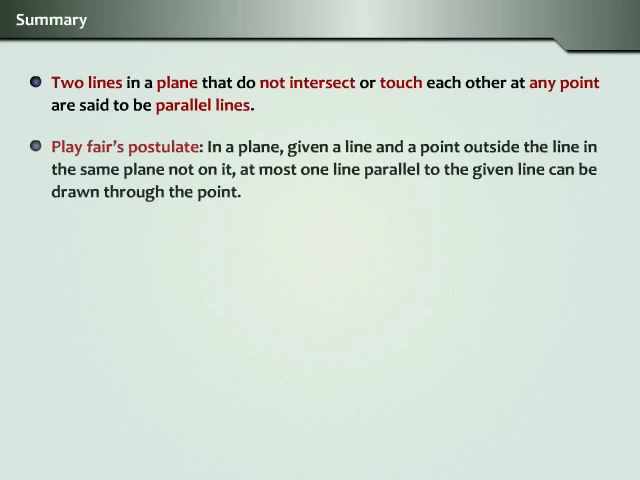 Summary
Two lines in a plane that do not intersect or touch each other at any point
are said to be parallel lines.
Play fair’s postulate: In a plane, given a line and a point outside the line in
the same plane not on it, at most one line parallel to the given line can be
drawn through the point.